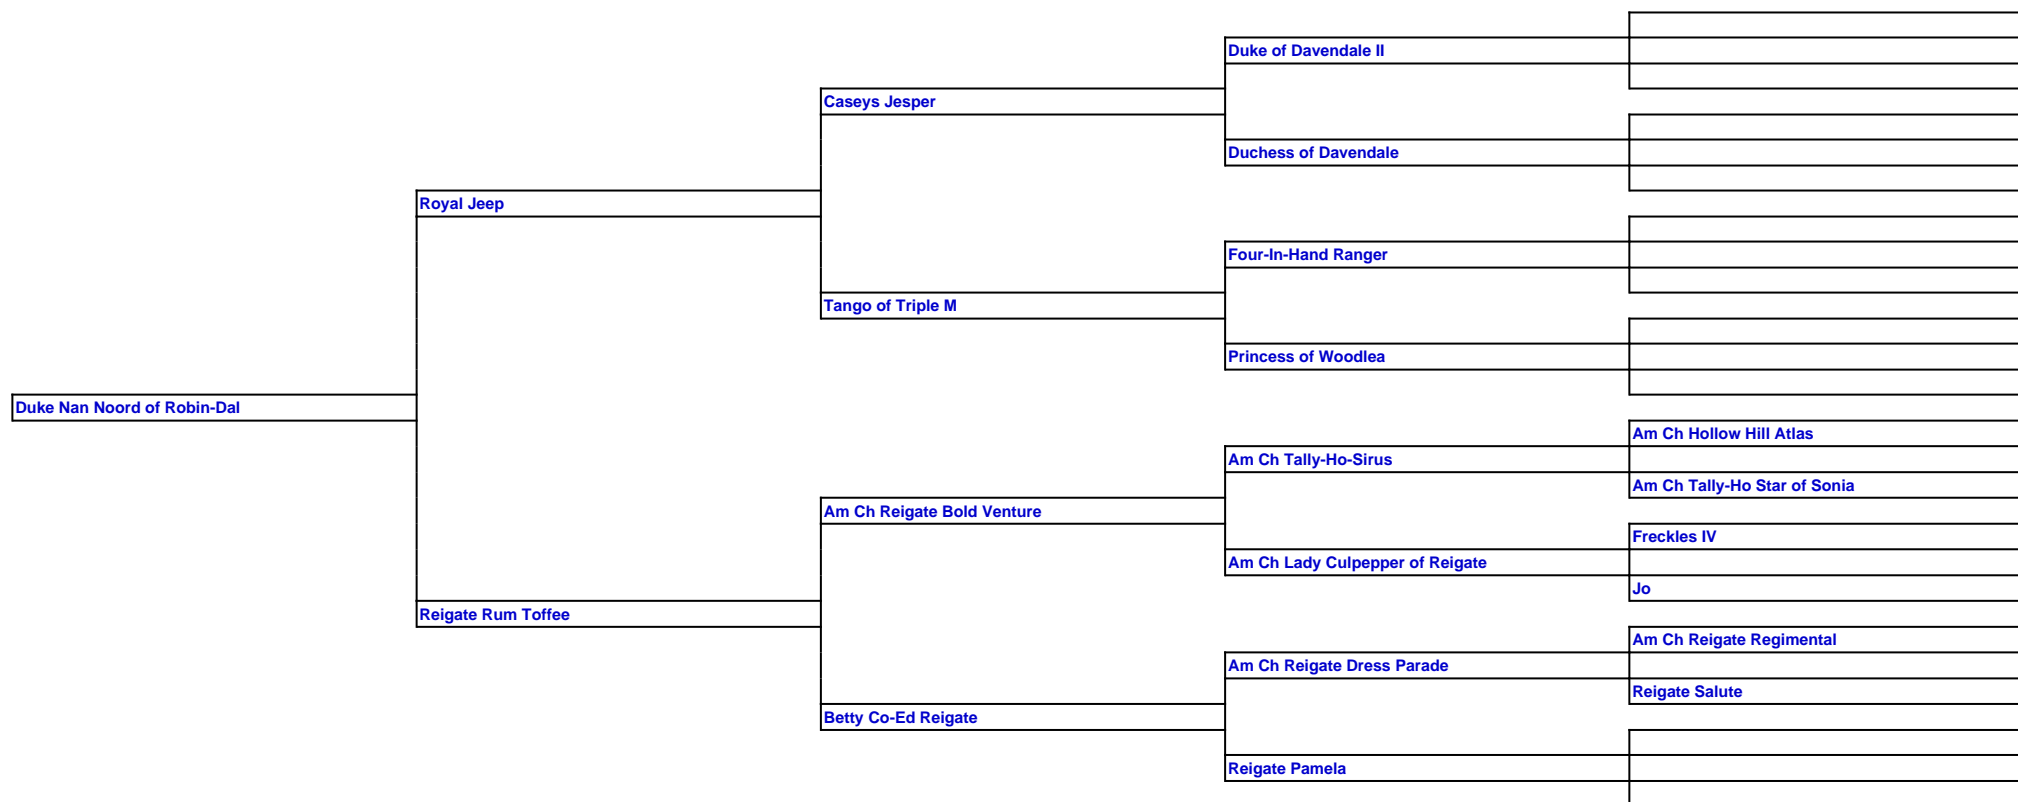 Duke of Davendale II
Caseys Jesper
Duchess of Davendale
Royal Jeep
Four-In-Hand Ranger
Tango of Triple M
Princess of Woodlea
Duke Nan Noord of Robin-Dal
Am Ch Hollow Hill Atlas
Am Ch Tally-Ho-Sirus
Am Ch Tally-Ho Star of Sonia
Am Ch Reigate Bold Venture
Freckles IV
Am Ch Lady Culpepper of Reigate
Jo
Reigate Rum Toffee
Am Ch Reigate Regimental
Am Ch Reigate Dress Parade
Reigate Salute
Betty Co-Ed Reigate
Reigate Pamela